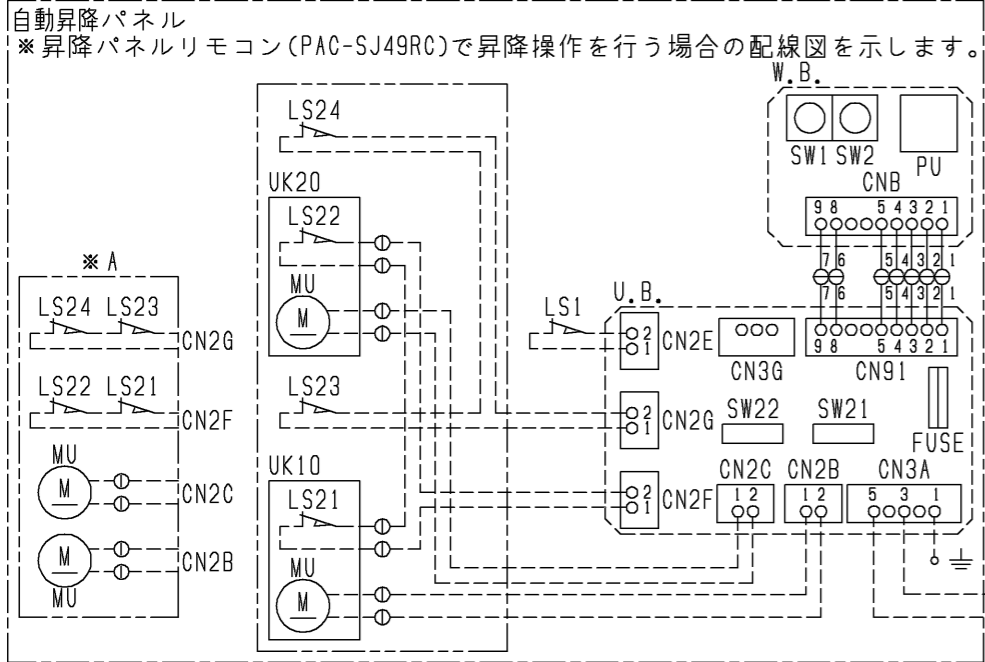 自動昇降パネル
※昇降パネルリモコン(PAC-SJ49RC)で昇降操作を行う場合の配線図を示します。
W.B.
SW1 SW2 PU
CNB
9 8 5 4 3 2 1
7 6 5 4 3 2 1
7 6 5 4 3 2 1
U.B.
9 8 5 4 3 2 1
CN3G CN91
LS1
2
1
CN2E
SW22 SW21
FUSE
2
1
CN2G
CN2C CN2B CN3A
1 2 1 2 5 3 1
2
1
CN2F
LS24
UK20
LS22
MU
M
LS23
UK10
LS21
MU
M
※A
LS24 LS23
CN2G
LS22 LS21
CN2F
MU
M
CN2C
M
CN2B
MU